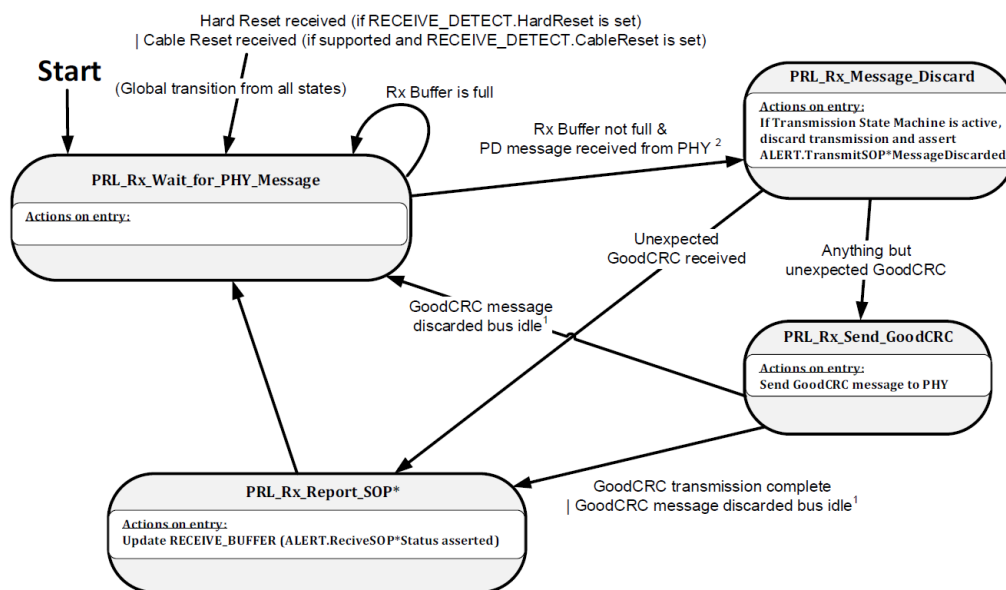 Hard Reset received (if RECEIVE_DETECT.HardReset is set)
| Cable Reset received (if supported and RECEIVE_DETECT.CableReset is set)
Start
(Global transition from all states)
Rx Buffer is full
PRL_Rx_Wait_for_PHY_Message
Actions on entry:
Rx Buffer not full &
PD message received from PHY 2
PRL_Rx_Message_Discard
Actions on entry:
If Transmission State Machine is active,
discard transmission and assert
ALERT.TransmitSOP*MessageDiscarded
Unexpected
GoodCRC received
Anything but
unexpected GoodCRC
GoodCRC message
discarded bus idle1
PRL_Rx_Send_GoodCRC
Actions on entry:
Send GoodCRC message to PHY
GoodCRC transmission complete
| GoodCRC message discarded bus idle1
PRL_Rx_Report_SOP*
Actions on entry:
Update RECEIVE_BUFFER (ALERT.ReciveSOP*Status asserted)